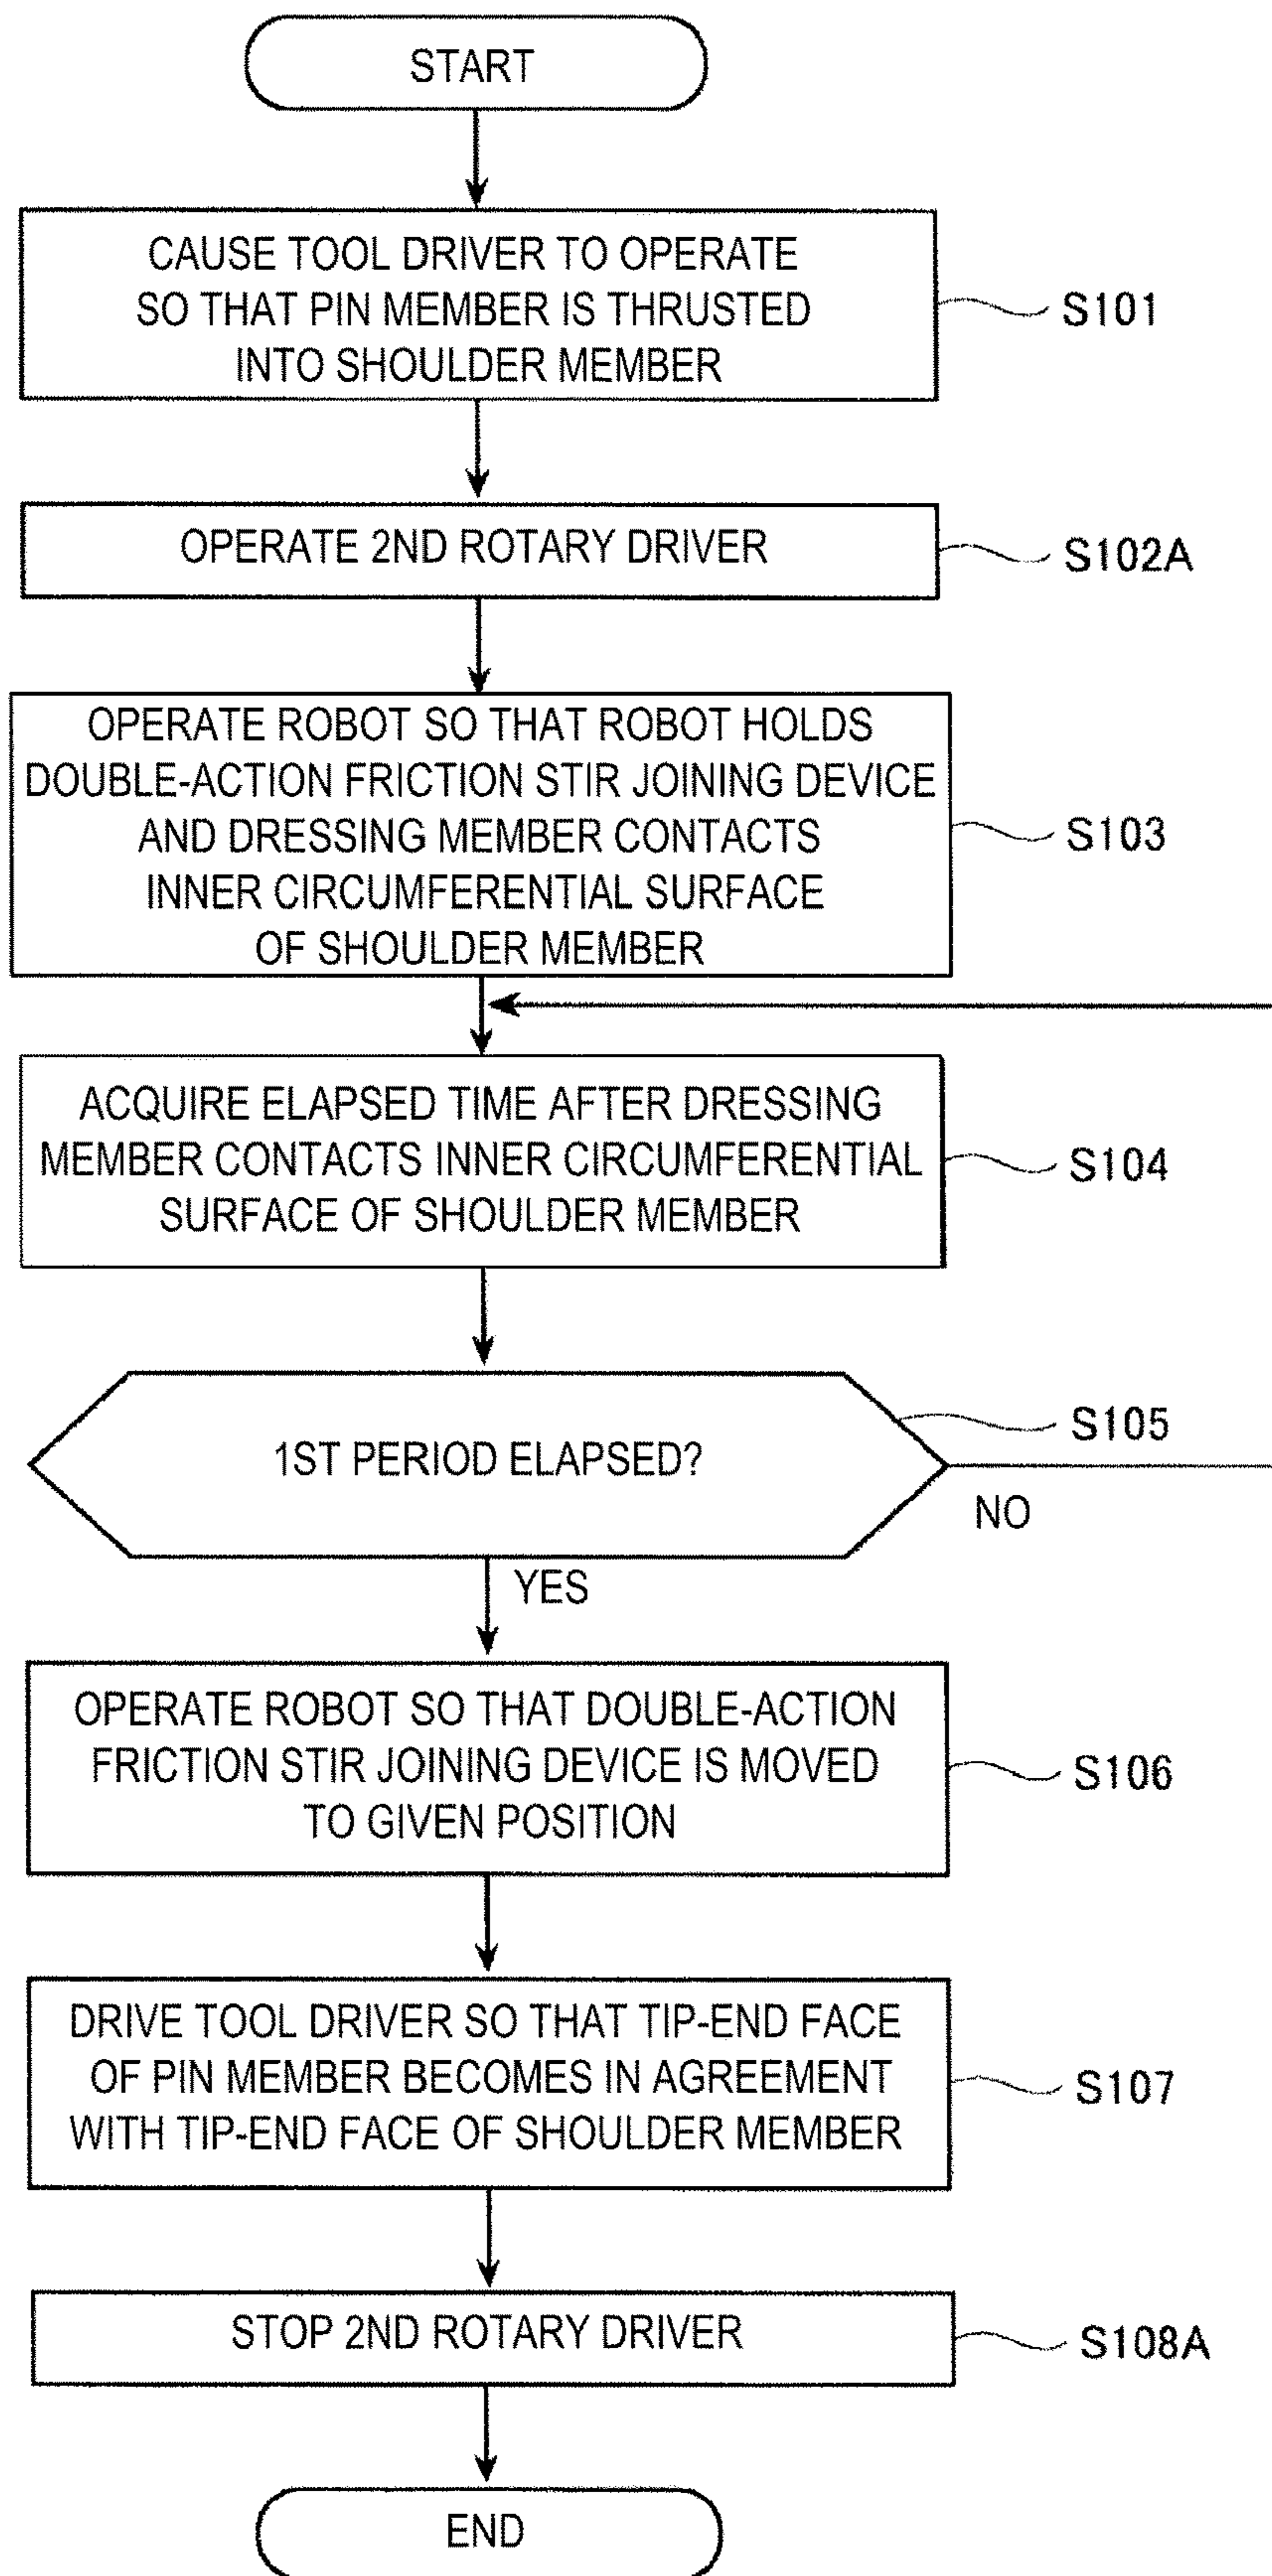 START
CAUSE TOOL DRIVER TO OPERATE
SO THAT PIN MEMBER IS THRUSTED
INTO SHOULDER MEMBER
S101
OPERATE 2ND ROTARY DRIVER
S102A
OPERATE ROBOT SO THAT ROBOT HOLDS
DOUBLE-ACTION FRICTION STIR JOINING DEVICE
AND DRESSING MEMBER CONTACTS
INNER CIRCUMFERENTIAL SURFACE
OF SHOULDER MEMBER
S103
ACQUIRE ELAPSED TIME AFTER DRESSING
MEMBER CONTACTS INNER CIRCUMFERENTIAL
SURFACE OF SHOULDER MEMBER
S104
1ST PERIOD ELAPSED?
S105
NO
YES
OPERATE ROBOT SO THAT DOUBLE-ACTION
FRICTION STIR JOINING DEVICE IS MOVED
TO GIVEN POSITION
S106
DRIVE TOOL DRIVER SO THAT TIP-END FACE
OF PIN MEMBER BECOMES IN AGREEMENT
WITH TIP-END FACE OF SHOULDER MEMBER
S107
STOP 2ND ROTARY DRIVER
S108A
END